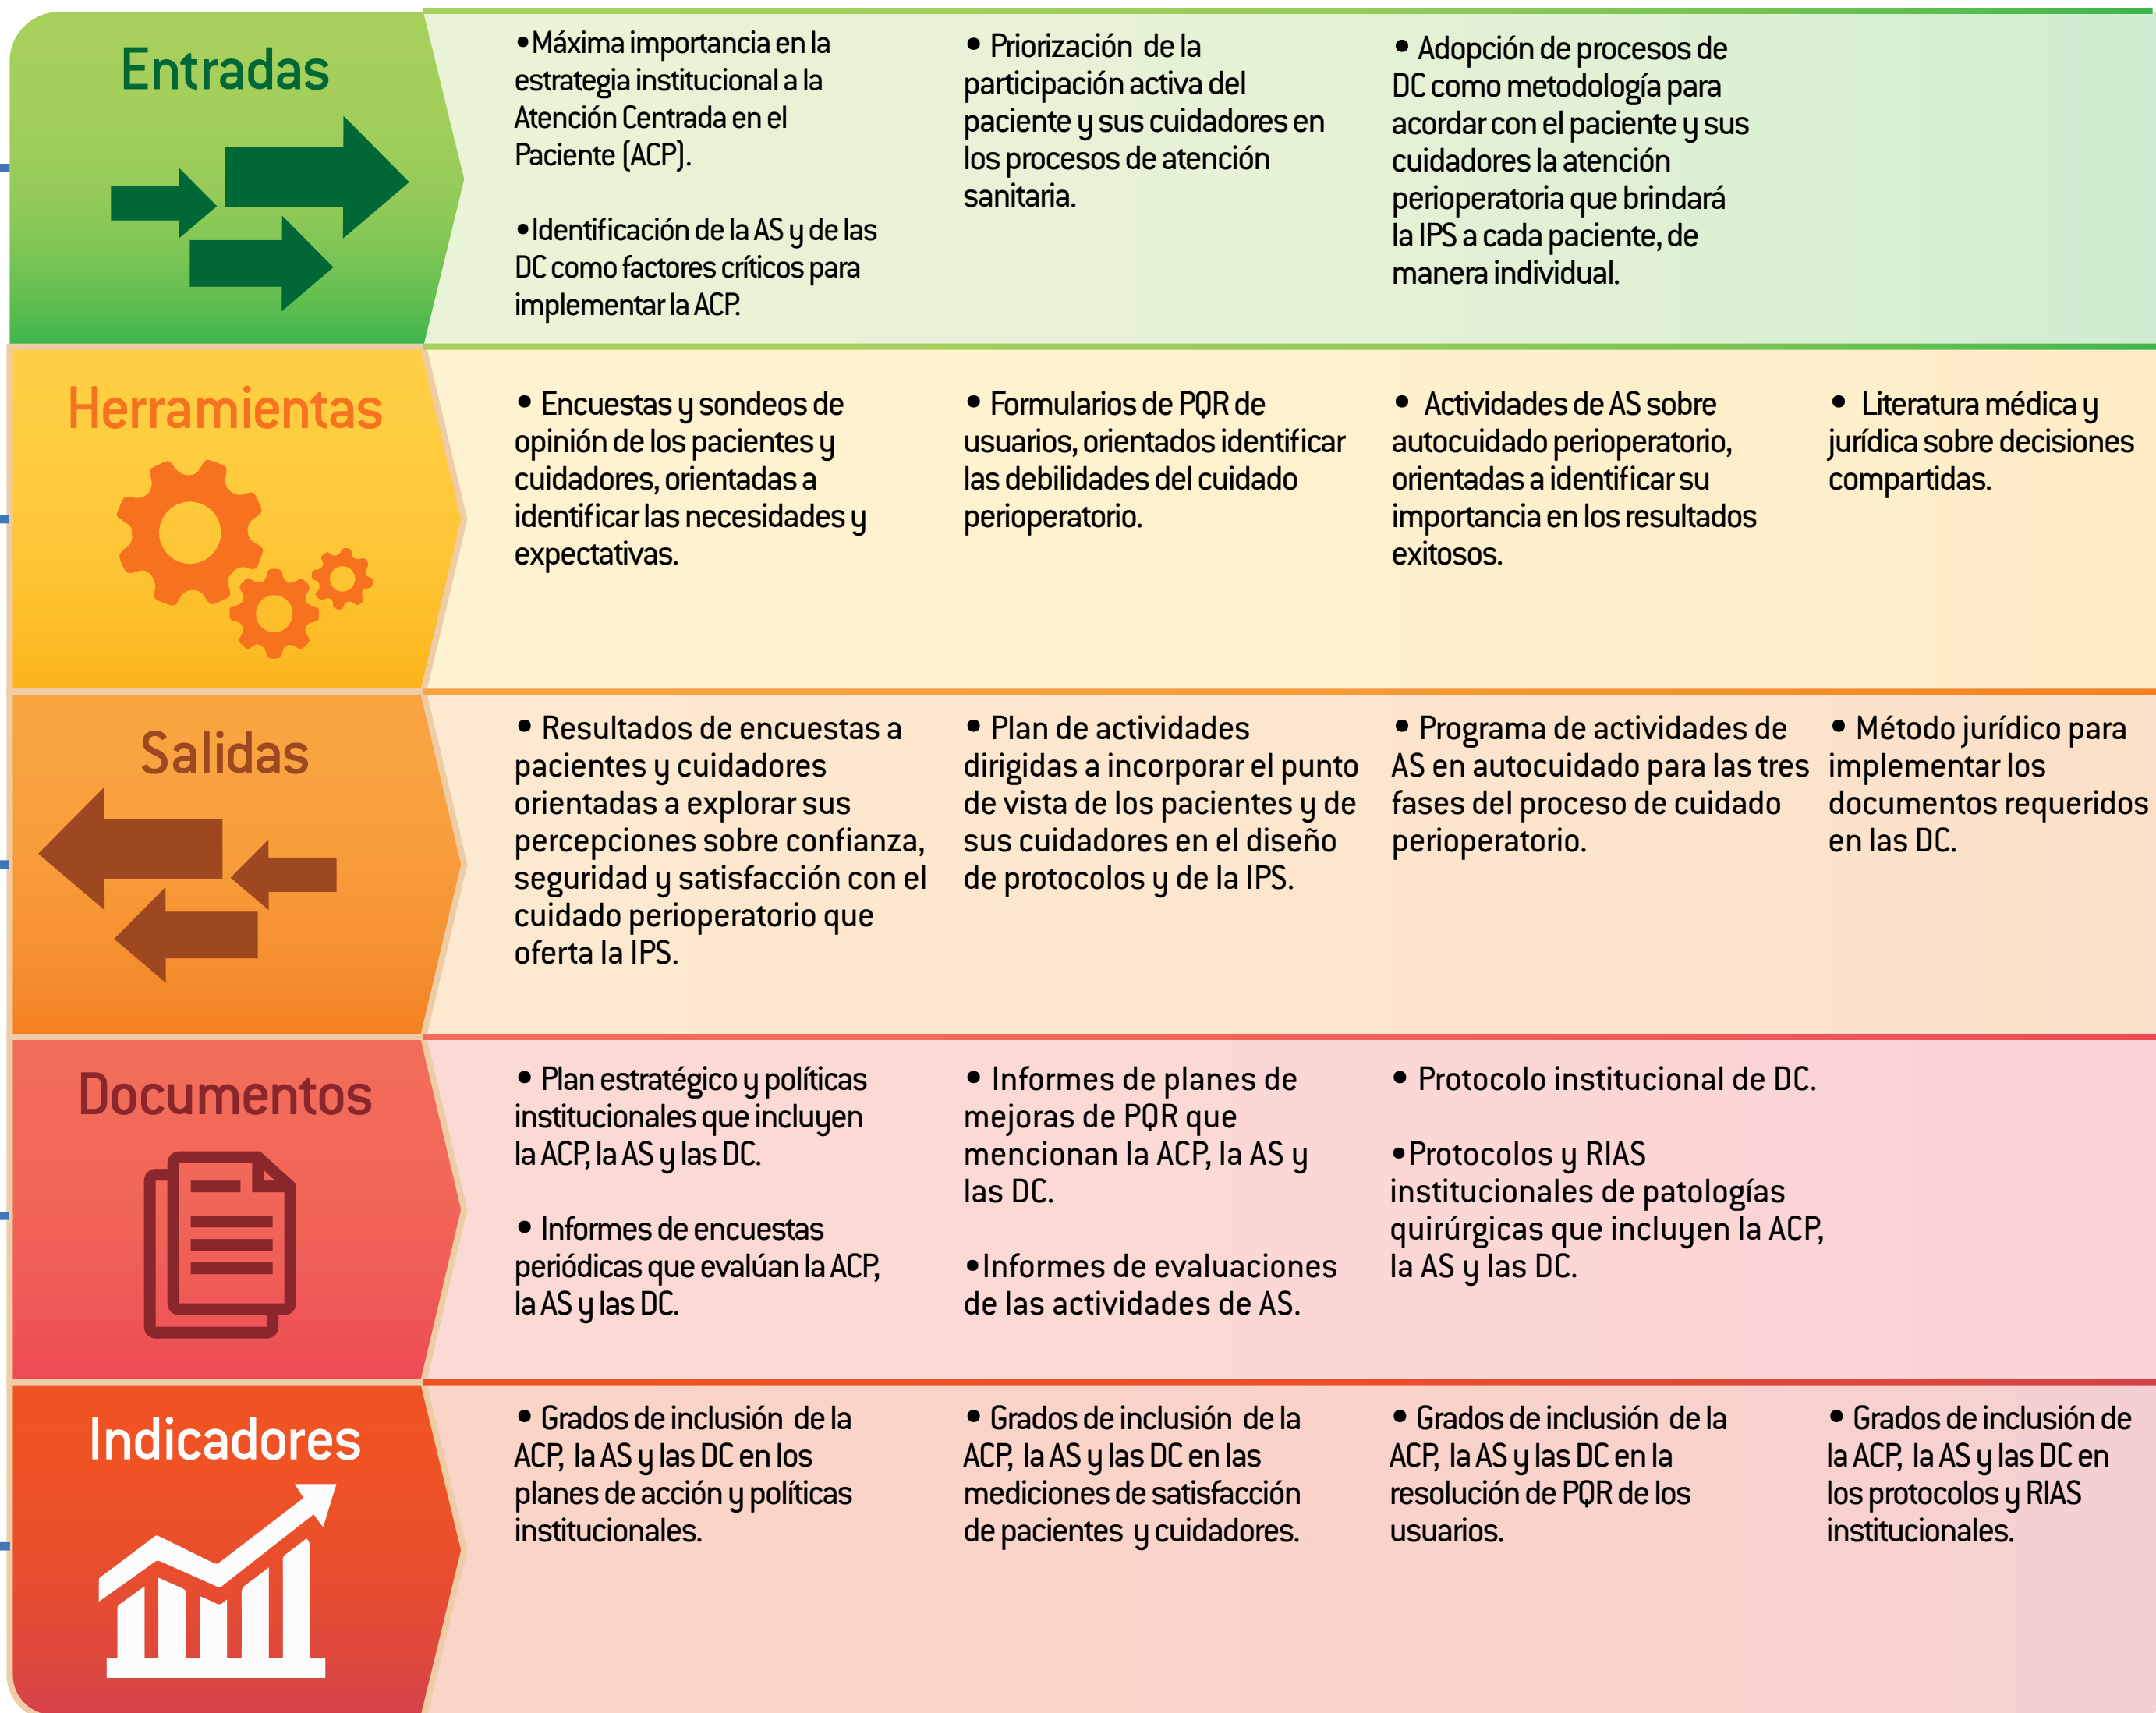 Entradas
•Máxima importancia en la
estrategia institucional a la
Atención Centrada en el
Paciente (ACP).
•Identificación de la AS y de las
DC como factores críticos para
implementar la ACP.
• Priorización de la
participación activa del
paciente y sus cuidadores en
los procesos de atención
sanitaria.
• Adopción de procesos de
DC como metodología para
acordar con el paciente y sus
cuidadores la atención
perioperatoria que brindará
la IPS a cada paciente, de
manera individual.
Herramientas
• Encuestas y sondeos de
opinión de los pacientes y
cuidadores, orientadas a
identificar las necesidades y
expectativas.
• Formularios de PQR de
usuarios, orientados identificar
las debilidades del cuidado
perioperatorio.
• Actividades de AS sobre
autocuidado perioperatorio,
orientadas a identificar su
importancia en los resultados
exitosos.
• Literatura médica y
jurídica sobre decisiones
compartidas.
Salidas
• Resultados de encuestas a
pacientes y cuidadores
orientadas a explorar sus
percepciones sobre confianza,
seguridad y satisfacción con el
cuidado perioperatorio que
oferta la IPS.
• Plan de actividades
dirigidas a incorporar el punto
de vista de los pacientes y de
sus cuidadores en el diseño
de protocolos y de la IPS.
• Programa de actividades de
AS en autocuidado para las tres
fases del proceso de cuidado
perioperatorio.
• Método jurídico para
implementar los
documentos requeridos
en las DC.
Documentos
• Plan estratégico y políticas
institucionales que incluyen
la ACP, la AS y las DC.
• Informes de encuestas
periódicas que evalúan la ACP,
la AS y las DC.
• Informes de planes de
mejoras de PQR que
mencionan la ACP, la AS y
las DC.
•Informes de evaluaciones
de las actividades de AS.
• Protocolo institucional de DC.
•Protocolos y RIAS
institucionales de patologías
quirúrgicas que incluyen la ACP,
la AS y las DC.
Indicadores
• Grados de inclusión de la
ACP, la AS y las DC en los
planes de acción y políticas
institucionales.
• Grados de inclusión de la
ACP, la AS y las DC en las
mediciones de satisfacción
de pacientes y cuidadores.
• Grados de inclusión de la
ACP, la AS y las DC en la
resolución de PQR de los
usuarios.
• Grados de inclusión de
la ACP, la AS y las DC en
los protocolos y RIAS
institucionales.